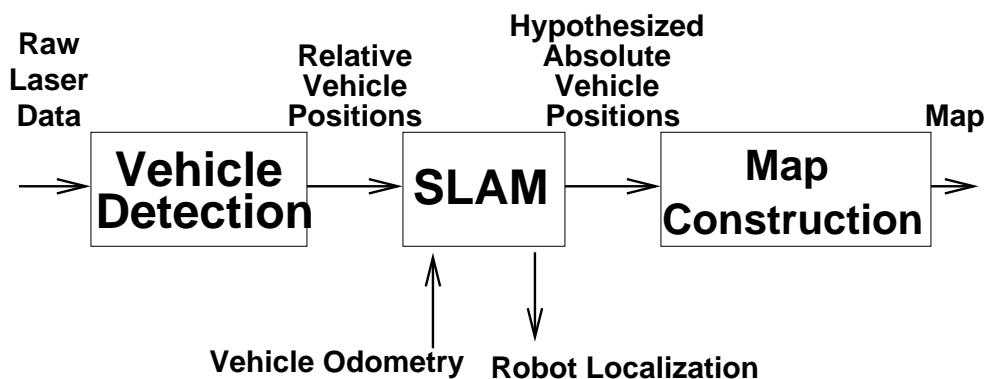 Raw
Laser
Data
Vehicle
Detection
Relative
Vehicle
Positions
SLAM
Vehicle Odometry
Robot Localization
Hypothesized
Absolute
Vehicle
Positions
Map
Construction
Map